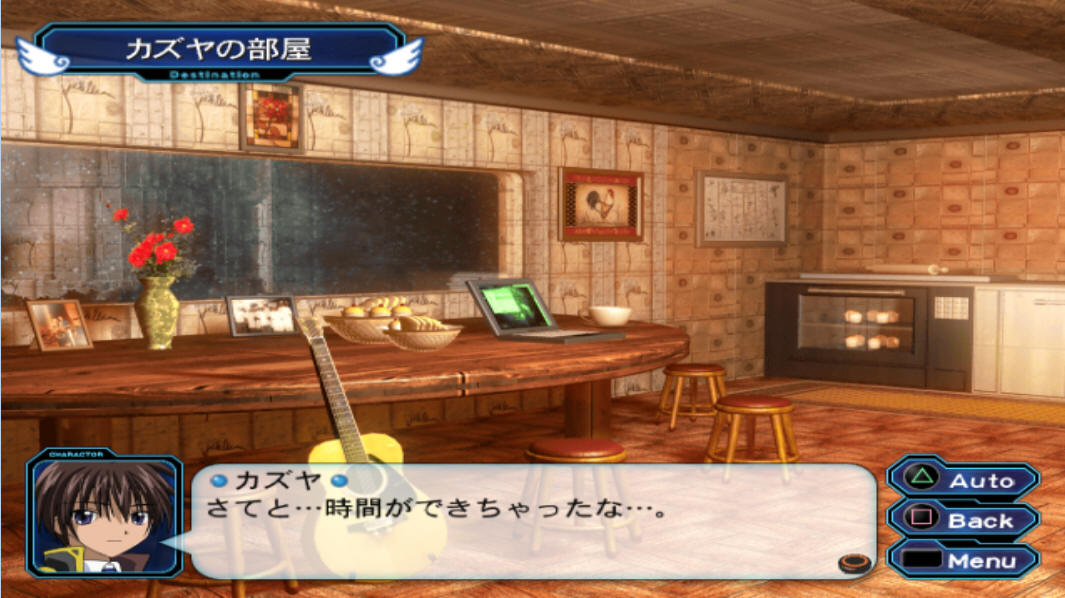 カズヤの部屋
Destination
CHARACTOR
カズヤ
さてと…時間ができちゃったな…。
Auto
Back
Menu